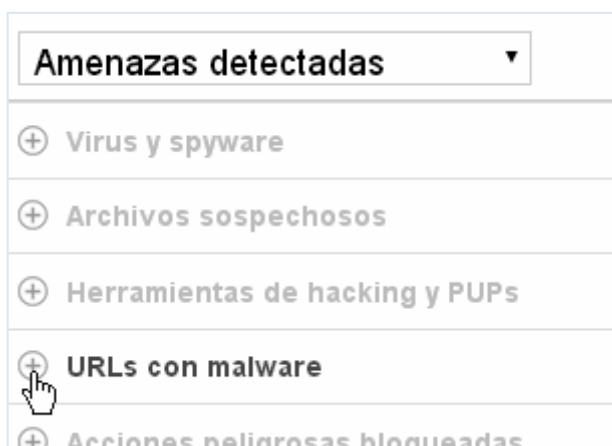 Amenazas detectadas
Virus y spyware
Archivos sospechosos
Herramientas de hacking y PUPs
URLs con malware
Acciones peligrosas bloqueadas